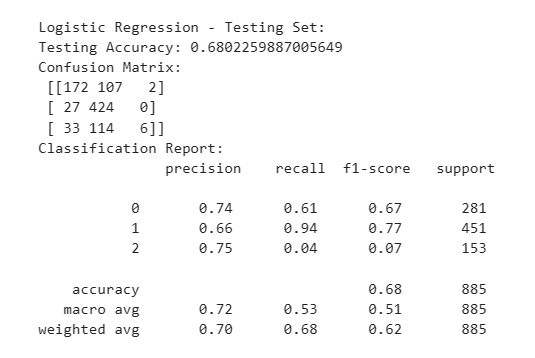 Logistic Regression - Testing Set:
Testing Accuracy: 0.6802259887005649
Confusion Matrix:
[[172 107   2]
[ 27 424   0]
[ 33 114   6]]
Classification Report:
precision    recall  f1-score   support
0       0.74      0.61      0.67       281
1       0.66      0.94      0.77       451
2       0.75      0.04      0.07       153
accuracy                           0.68       885
macro avg       0.72      0.53      0.51       885
weighted avg       0.70      0.68      0.62       885